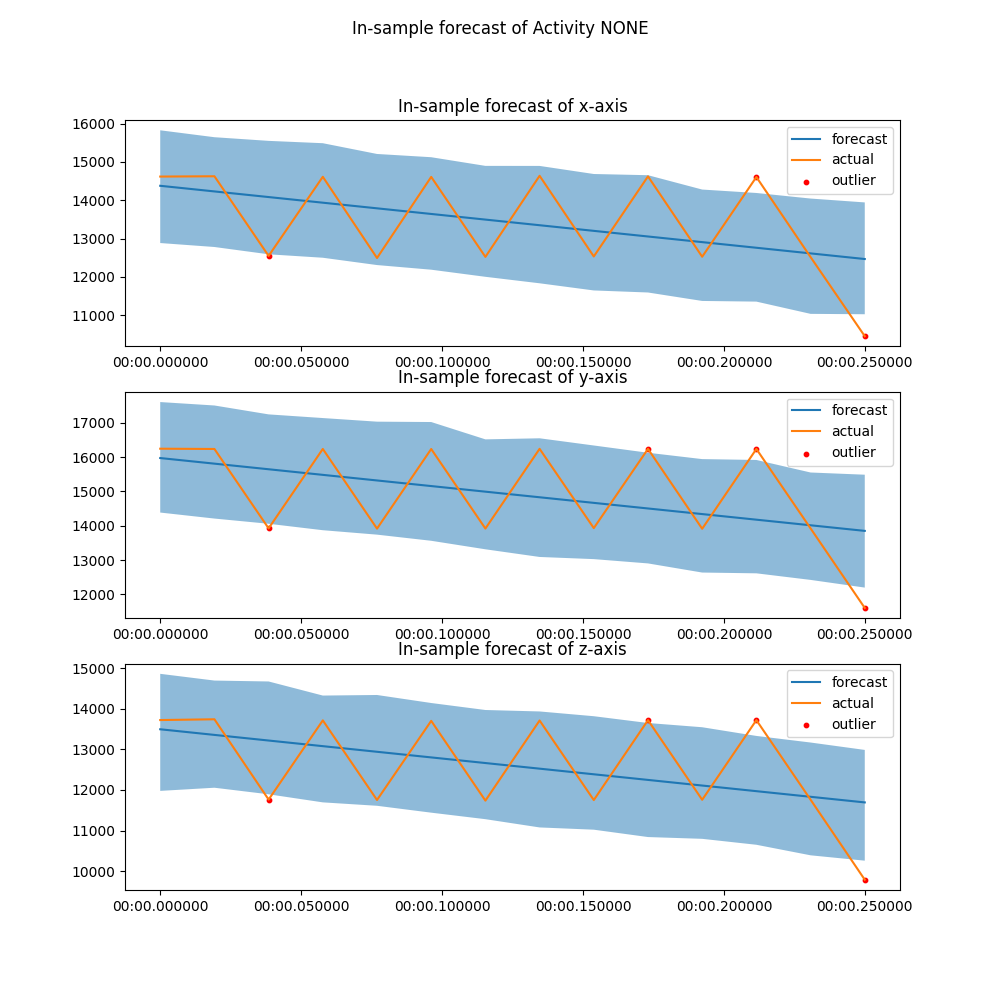 In-sample forecast of Activity NONE
In-sample forecast of x-axis
16000
15000
14000
13000
12000
11000
forecast
actual
outlier
00:00.000000 00:00.050000 00:00.100000 00:00.150000 00:00.200000 00:00.250000
In-sample forecast of y-axis
17000
16000
15000
14000
13000
12000
forecast
actual
outlier
00:00.000000 00:00.050000 00:00.100000 00:00.150000 00:00.200000 00:00.250000
In-sample forecast of z-axis
15000
14000
13000
12000
11000
10000
forecast
actual
outlier
00:00.000000 00:00.050000 00:00.100000 00:00.150000 00:00.200000 00:00.250000